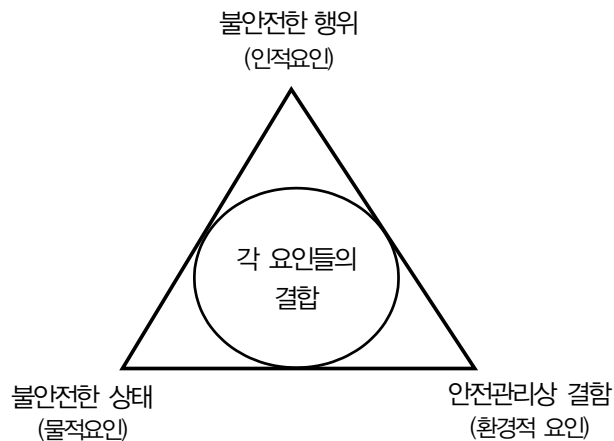 불안전한 행위
(인적요인)
각 요인들의
결합
불안전한 상태
(물적요인)
안전관리상 결함
(환경적 요인)